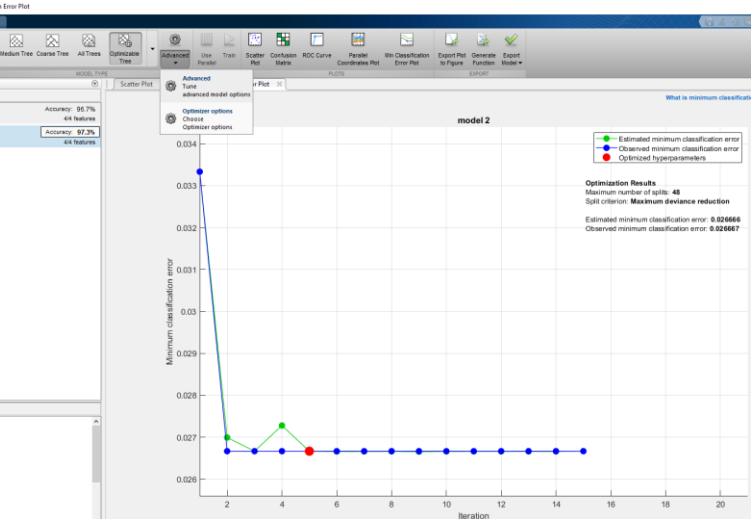 n Error Plot
Medium Tree Coarse Tree All Trees Optimizable Tree
Advanced Use Parallel Train Scatter Plot Confusion Matrix ROC Curve Parallel Coordinates Plot Min Classification Error Plot Export Plot to Figure Generate Function Export Model
MODEL TYPE PLOTS EXPORT
Advanced
Tune
advanced model options
Optimizer options
Choose
Optimizer options
Scatter Plot
or Plot
What is minimum classificati
Accuracy: 96.7%
4/4 features
Accuracy: 97.3%
4/4 features
model 2
Estimated minimum classification error
Observed minimum classification error
Optimized hyperparameters
Optimization Results
Maximum number of splits: 48
Split criterion: Maximum deviance reduction
Estimated minimum classification error: 0.026666
Observed minimum classification error: 0.026667
Minimum classification error
0.034
0.033
0.032
0.031
0.03
0.029
0.028
0.027
0.026
2 4 6 8 10 12 14 16 18 20
Iteration